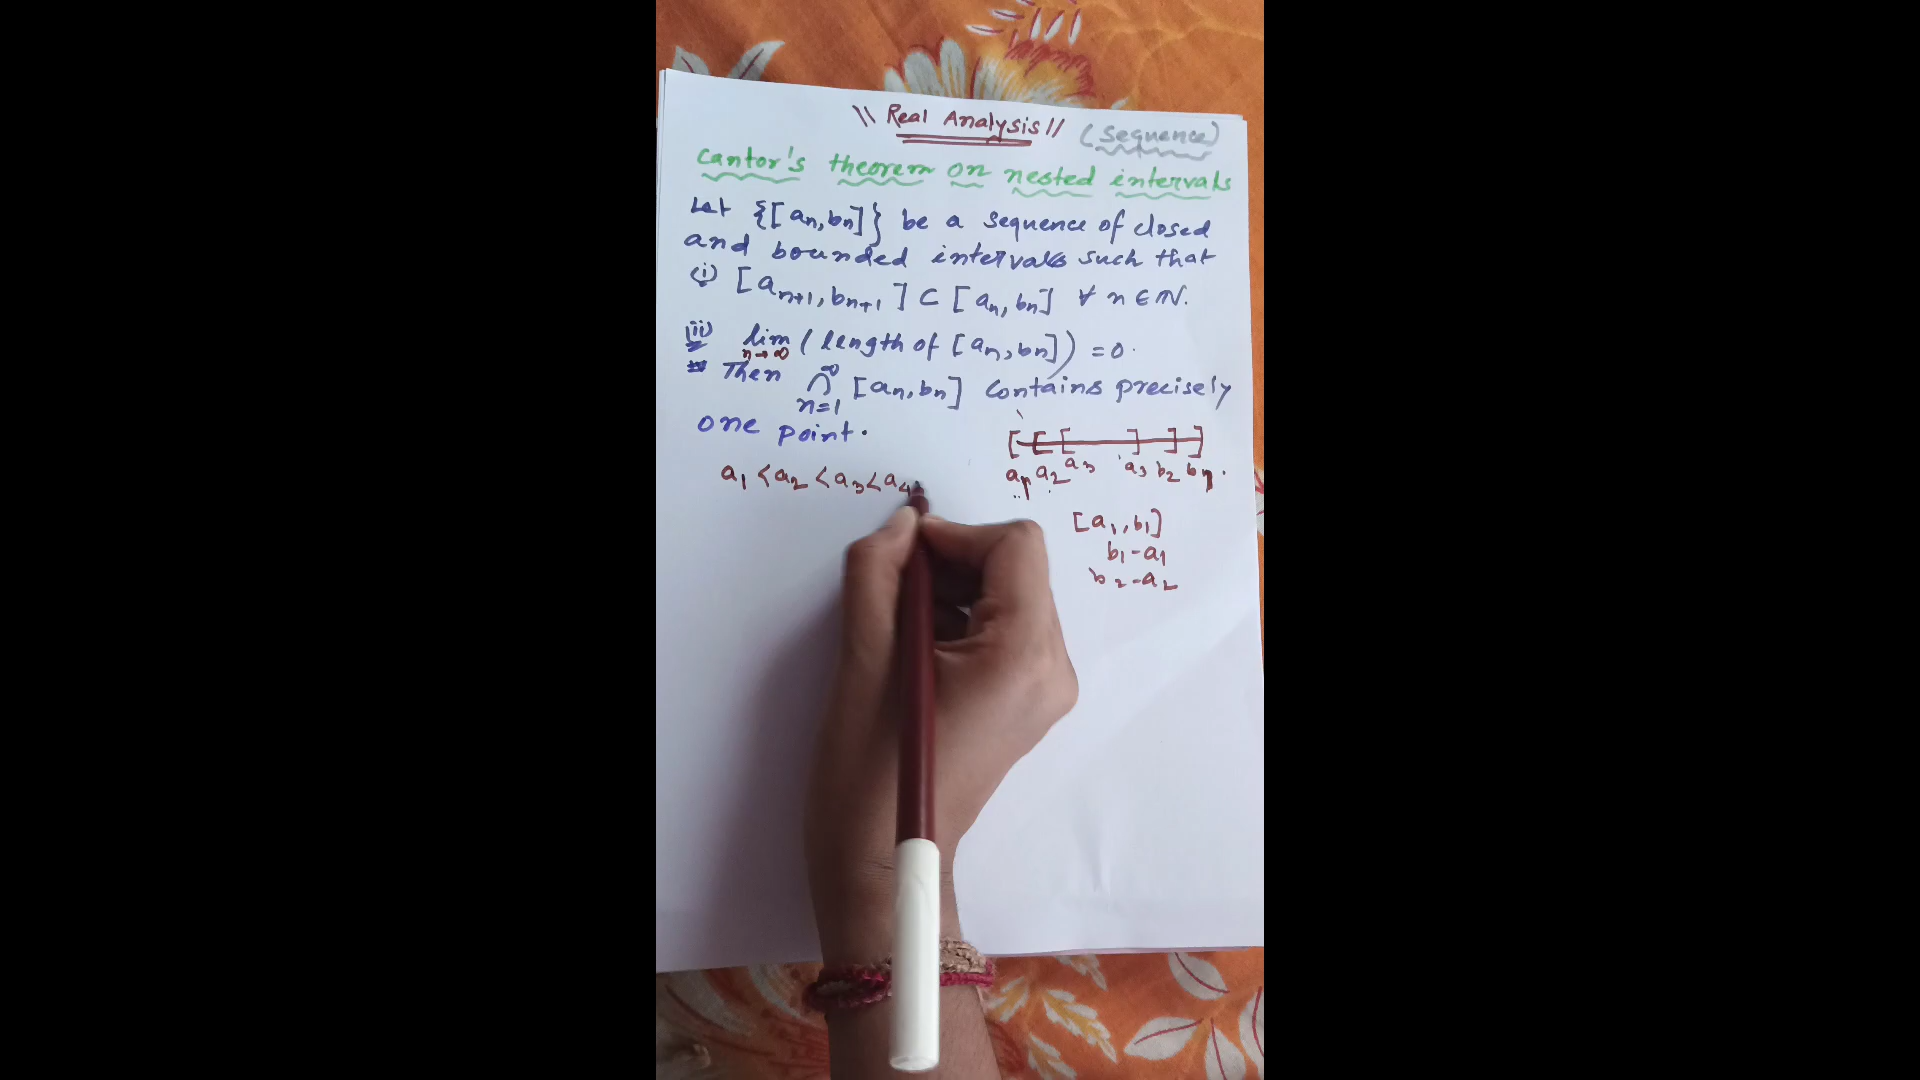 \\ Real Analysis // (Sequence)
Cantor's theorem on nested intervals
Let {[an, bn]} be a sequence of closed
and bounded intervals such that
(i) [an+1, bn+1] ⊂ [an, bn] ∀ n ∈ N.
(ii) lim n→∞ (length of [an, bn]) = 0.
Then ∞ ∩ n=1 [an, bn] contains precisely
one point.
[ [ [ ] ] ]
a2 a3 a3 b2
a1 < a2 < a3 < a4
[a1, b1]
b1 - a1
b2 - a2